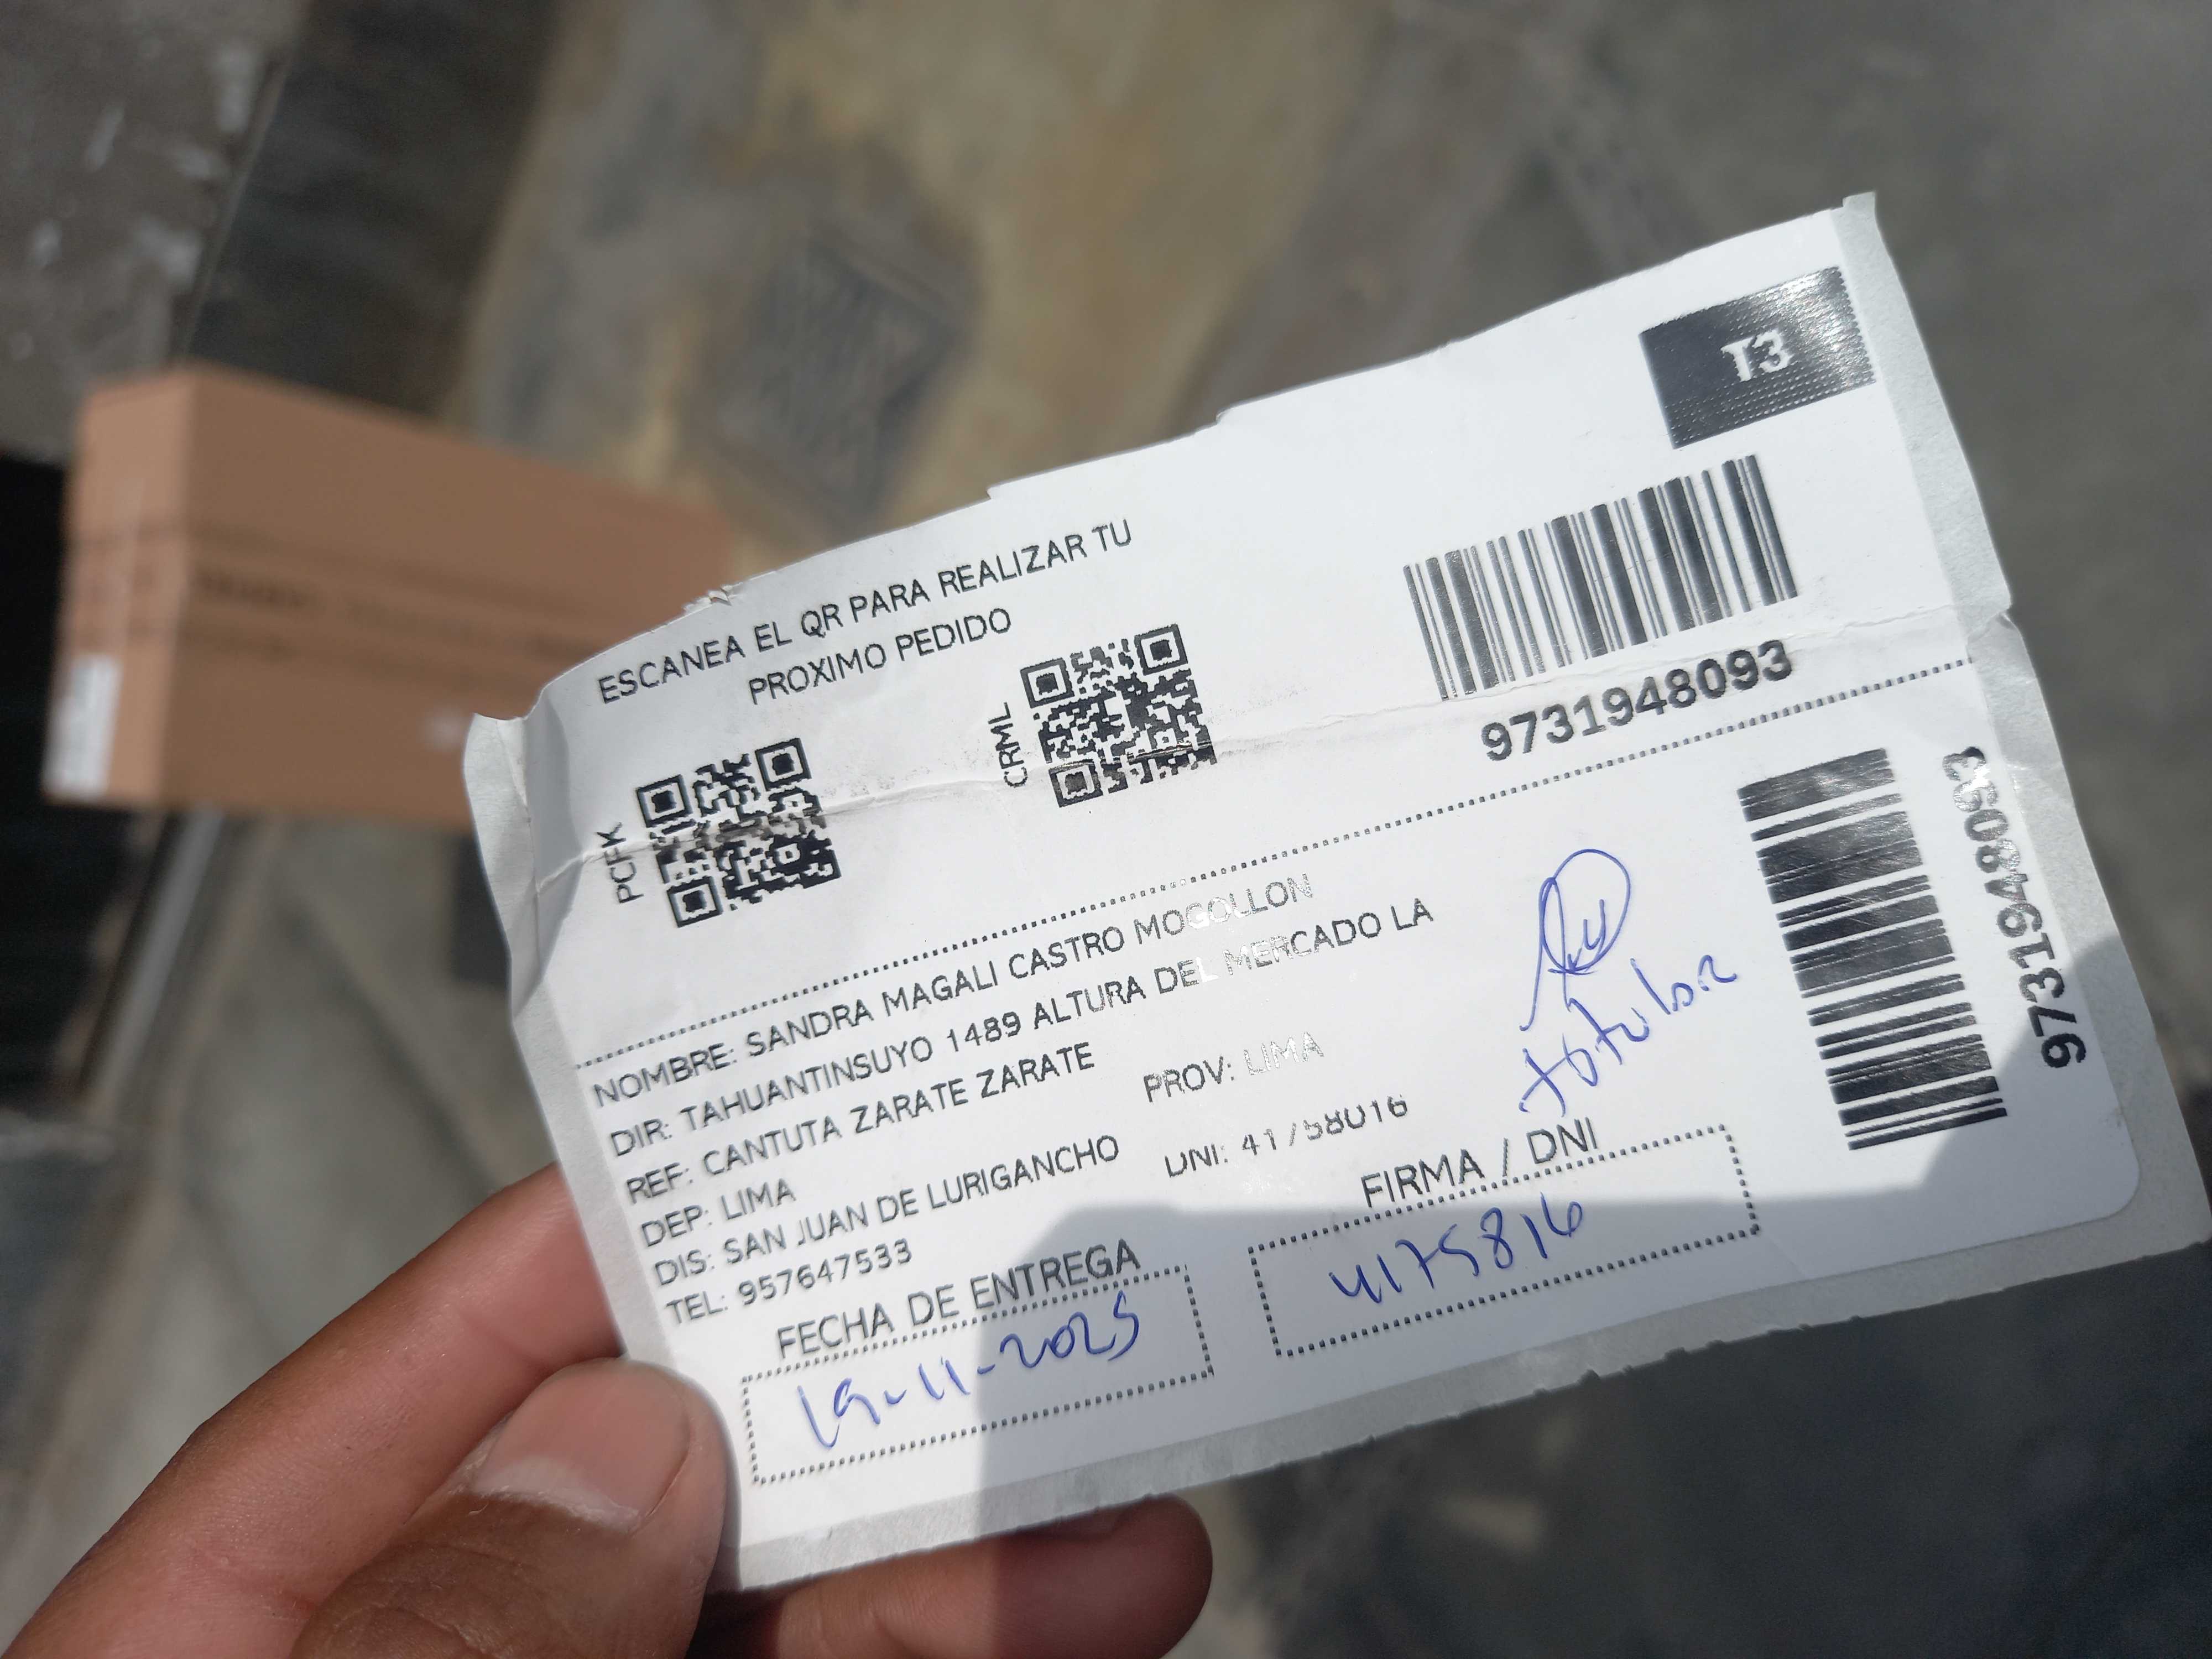 T3
ESCANEA EL QR PARA REALIZAR TU
PROXIMO PEDIDO
PCFK
CRML
9731948093
NOMBRE: SANDRA MAGALI CASTRO MOGOLLON
DIR: TAHUANTINSUYO 1489 ALTURA DEL MERCADO LA
REF: CANTUTA ZARATE ZARATE
DEP: LIMA PROV: LIMA
DIS: SAN JUAN DE LURIGANCHO DNI: 41758016
TEL: 957647533
9731948093
FECHA DE ENTREGA
19-11-2025
FIRMA / DNI
4175816